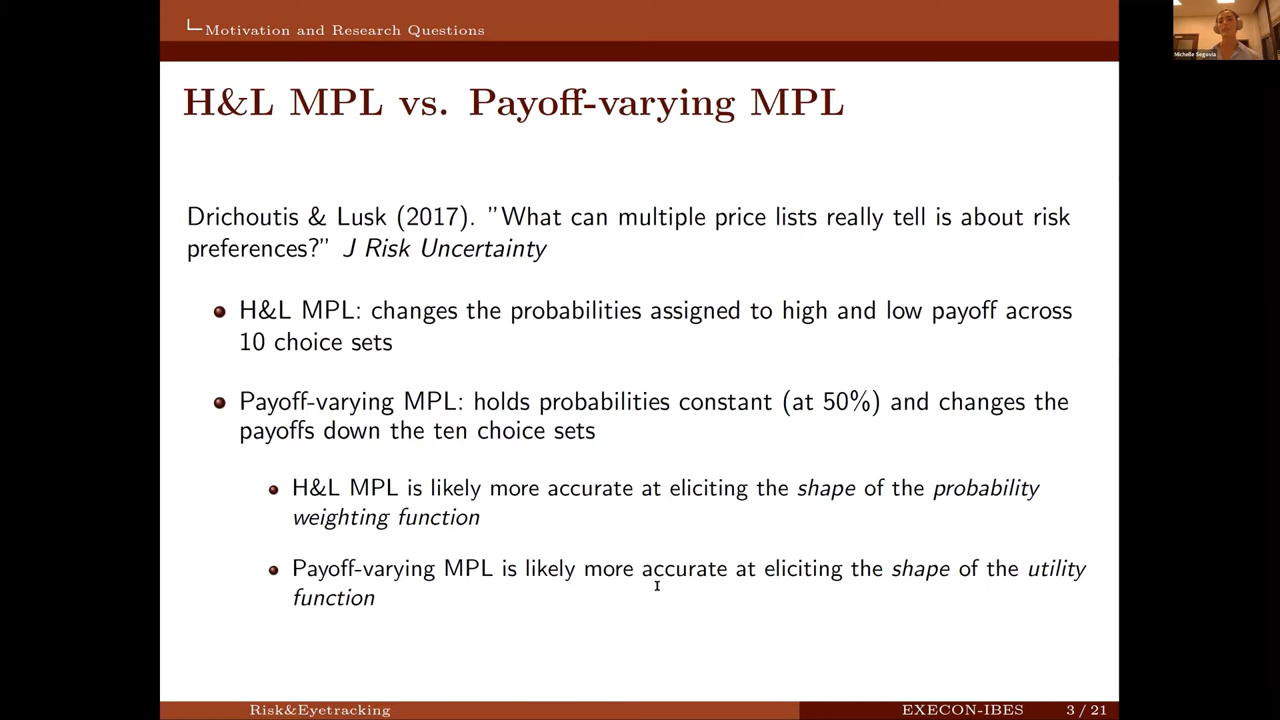 Motivation and Research Questions
Michelle Segovia
H&L MPL vs. Payoff-varying MPL
Drichoutis & Lusk (2017). ”What can multiple price lists really tell is about risk
preferences?” J Risk Uncertainty
H&L MPL: changes the probabilities assigned to high and low payoff across
10 choice sets
Payoff-varying MPL: holds probabilities constant (at 50%) and changes the
payoffs down the ten choice sets
H&L MPL is likely more accurate at eliciting the shape of the probability
weighting function
Payoff-varying MPL is likely more accurate at eliciting the shape of the utility
function
Risk&Eyetracking
EXECON-IBES
3 / 21